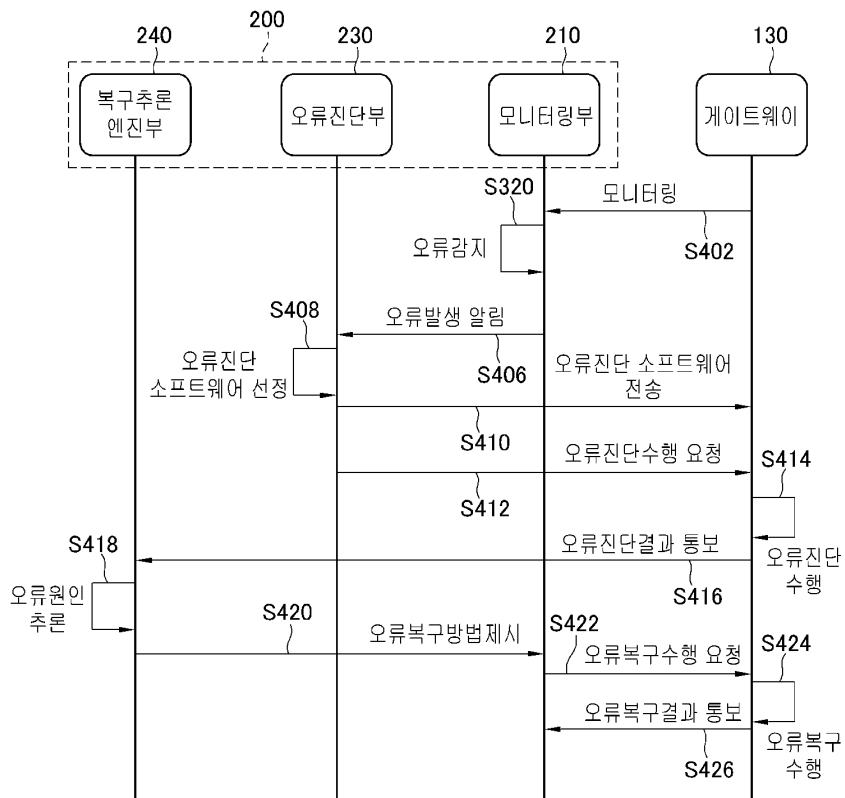 200
240
230
210
130
복구추론
엔진부
오류진단부
모니터링부
게이트웨이
S320
모니터링
S402
오류감지
S408
오류발생 알림
S406
오류진단
소프트웨어 선정
오류진단 소프트웨어
전송
S410
오류진단수행 요청
S412
S414
오류진단
수행
오류진단결과 통보
S416
S418
오류원인
추론
S420
오류복구방법제시
S422
오류복구수행 요청
S424
오류복구
수행
오류복구결과 통보
S426